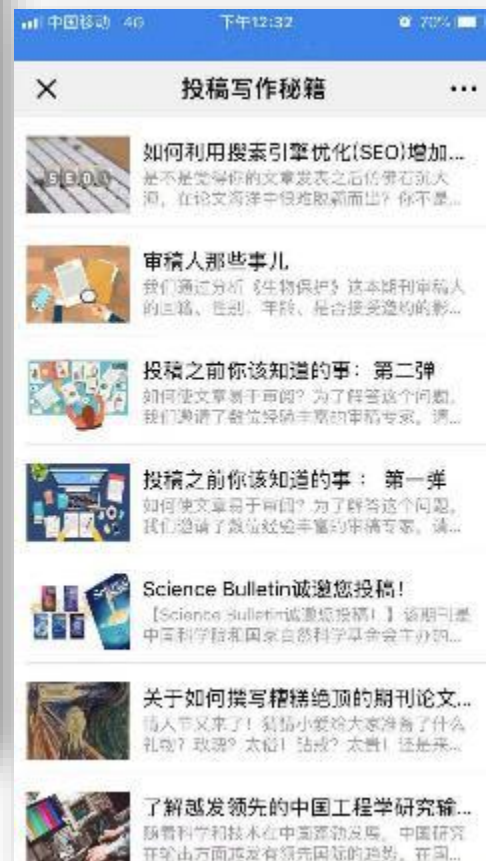 中国移动 4G 下午12:32 70%
投稿写作秘籍
如何利用搜索引擎优化(SEO)增加...
是不是觉得你的文章发表之后仿佛石沉大
海，在论文海洋中很难脱颖而出？你不是...
审稿人那些事儿
我们通过分析《生物保护》这本期刊审稿人
的回稿、性别、年龄、是否接受邀约的影...
投稿之前你该知道的事：第二弹
如何使文章易于审阅？为了解答这个问题，
我们邀请了数位经验丰富的审稿专家。请...
投稿之前你该知道的事： 第一弹
如何使文章易于审阅？为了解答这个问题，
我们邀请了数位经验丰富的审稿专家。请...
Science Bulletin诚邀您投稿！
【Science Bulletin诚邀您投稿！】该期刊是
中国科学院和国家自然科学基金会主办的...
关于如何撰写糟糕绝顶的期刊论文...
情人节又来了！猜猜小爱给大家准备了什么
礼物？玫瑰？太俗！钻戒？太贵！还是来...
了解越发领先的中国工程学研究输...
随着科学和技术在中国蓬勃发展，中国研究
在输出方面越发有领先国际的趋势。在国...